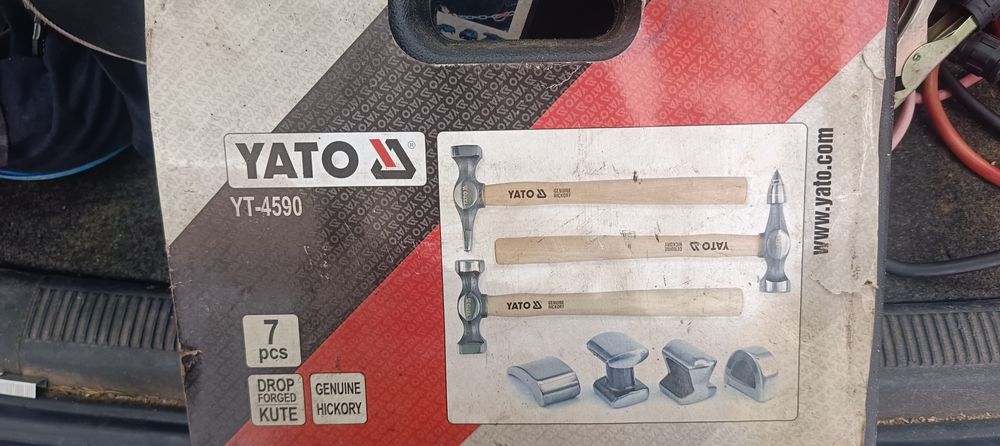 YATO ®
YT-4590
7
pcs
DROP
FORGED
KUTE
GENUINE
HICKORY
YATO GENUINE
HICKORY
YATO GENUINE
HICKORY
YATO GENUINE
HICKORY
www.yato.com